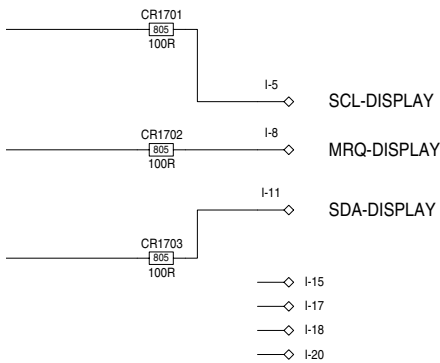 CR1701
805
100R
I-5
SCL-DISPLAY
CR1702
805
100R
I-8
MRQ-DISPLAY
I-11
SDA-DISPLAY
CR1703
805
100R
I-15
I-17
I-18
I-20